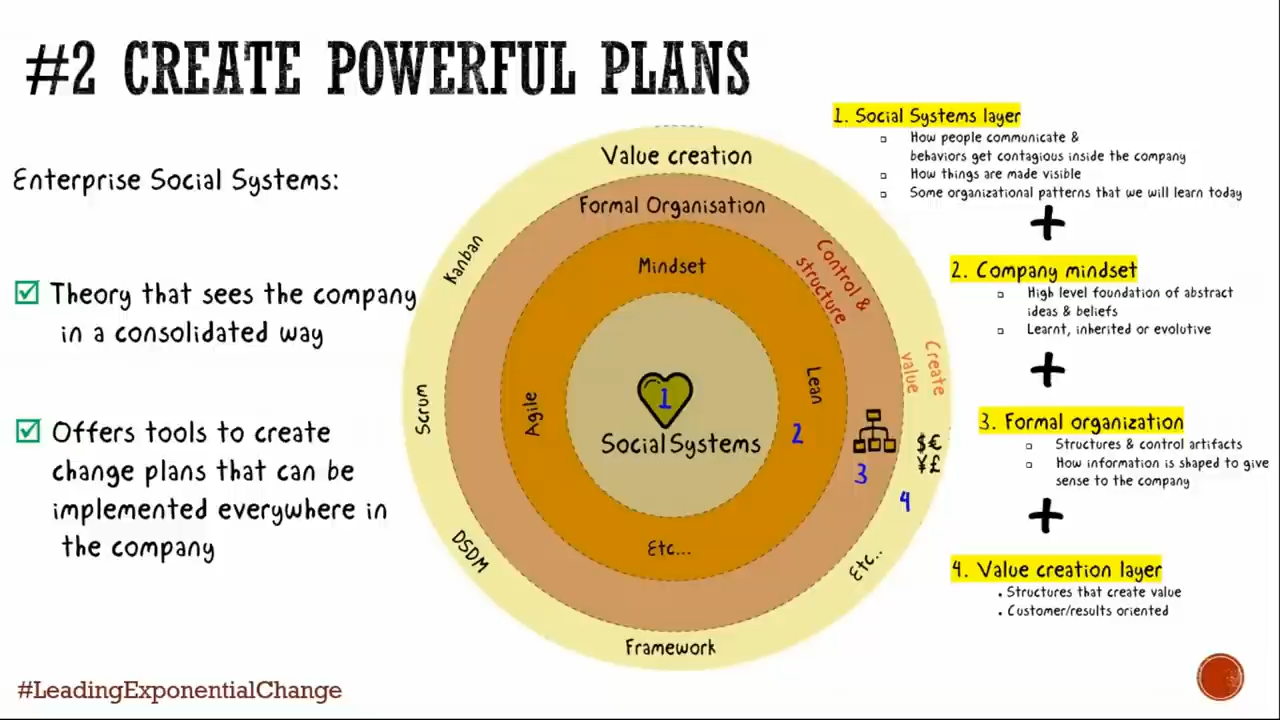 #2 CREATE POWERFUL PLANS
Enterprise Social Systems:
Theory that sees the company
in a consolidated way
Offers tools to create
change plans that can be
implemented everywhere in
the company
Value creation
Formal Organisation
Mindset
Kanban
Control &
structure
Create
value
Scrum
Agile
Lean
1
Social Systems
2
3
$€
¥£
4
Etc...
DSDM
Etc..
Framework
1. Social Systems layer
How people communicate &
behaviors get contagious inside the company
How things are made visible
Some organizational patterns that we will learn today
+
2. Company mindset
High level foundation of abstract
ideas & beliefs
Learnt, inherited or evolutive
+
3. Formal organization
Structures & control artifacts
How information is shaped to give
sense to the company
+
4. Value creation layer
• Structures that create value
• Customer/results oriented
#LeadingExponentialChange